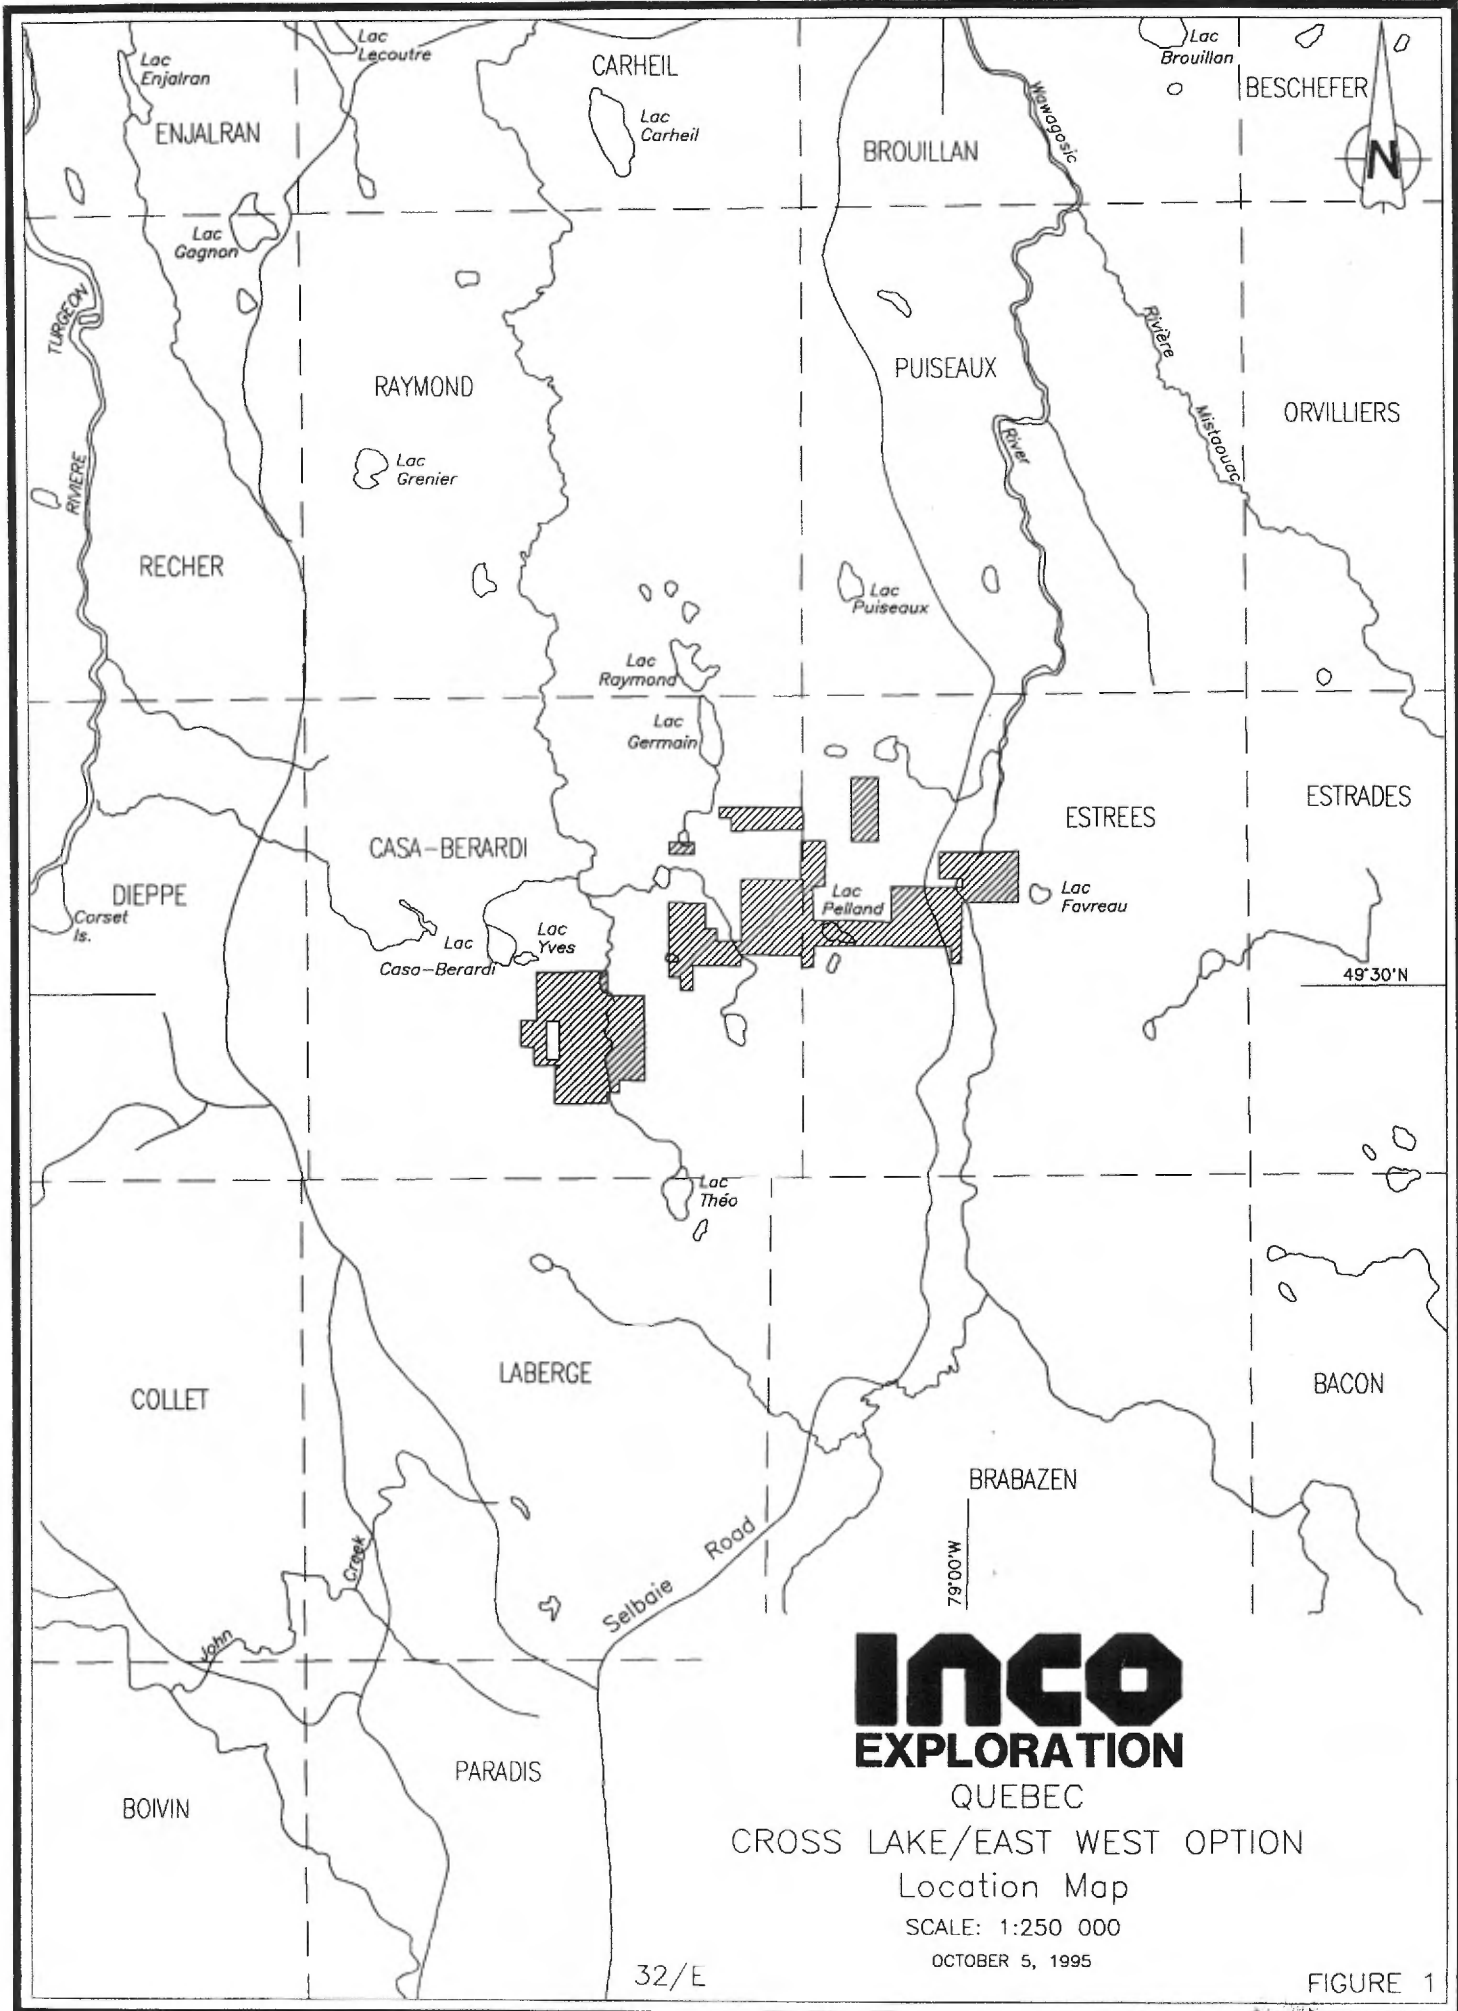 Lac
Lecoutre
Lac
Enjalran
CARHEIL
Lac
Brouillan
BESCHEFER
Wawagosic
Lac
Carheil
ENJALRAN
BROUILLAN
N
Lac
Gagnon
TURGEON
Rivière
RAYMOND
PUISEAUX
ORVILLIERS
Mistaouac
River
Lac
Grenier
RIVIERE
RECHER
Lac
Puiseaux
Lac
Raymond
Lac
Germain
ESTREES
ESTRADES
CASA-BERARDI
DIEPPE
Lac
Pelland
Lac
Favreau
Corset
Is.
Lac
Yves
Lac
Casa-Berardi
49°30'N
Lac
Théo
LABERGE
COLLET
BACON
BRABAZEN
Road
Selbaie
Creek
79°00'W
John
INCO
EXPLORATION
PARADIS
BOIVIN
QUEBEC
CROSS LAKE/EAST WEST OPTION
Location Map
SCALE: 1:250 000
OCTOBER 5, 1995
32/E
FIGURE 1